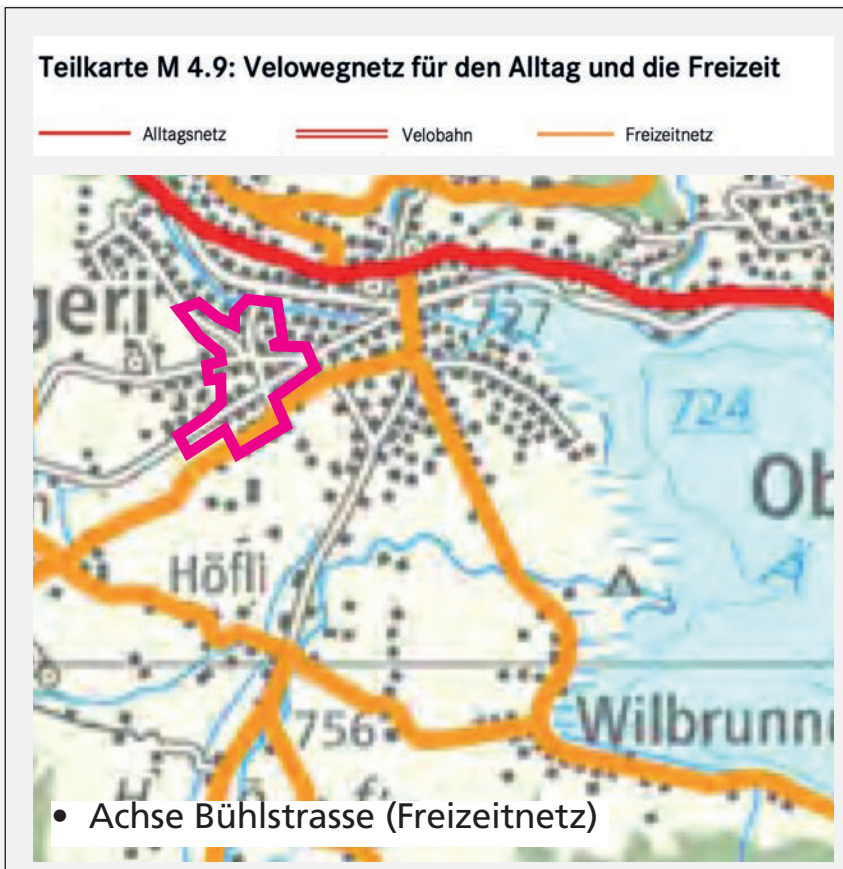 Teilkarte M 4.9: Velowegnetz für den Alltag und die Freizeit
Alltagsnetz Velobahn Freizeitnetz
geri
727
724
Ob
Höfli
756
Wilbrunne
• Achse Bühlstrasse (Freizeitnetz)